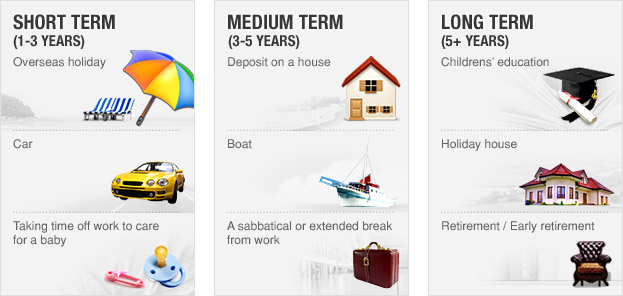 SHORT TERM
(1-3 YEARS)
Overseas holiday
Car
Taking time off work to care
for a baby
MEDIUM TERM
(3-5 YEARS)
Deposit on a house
Boat
A sabbatical or extended break
from work
LONG TERM
(5+ YEARS)
Childrens' education
Holiday house
Retirement / Early retirement